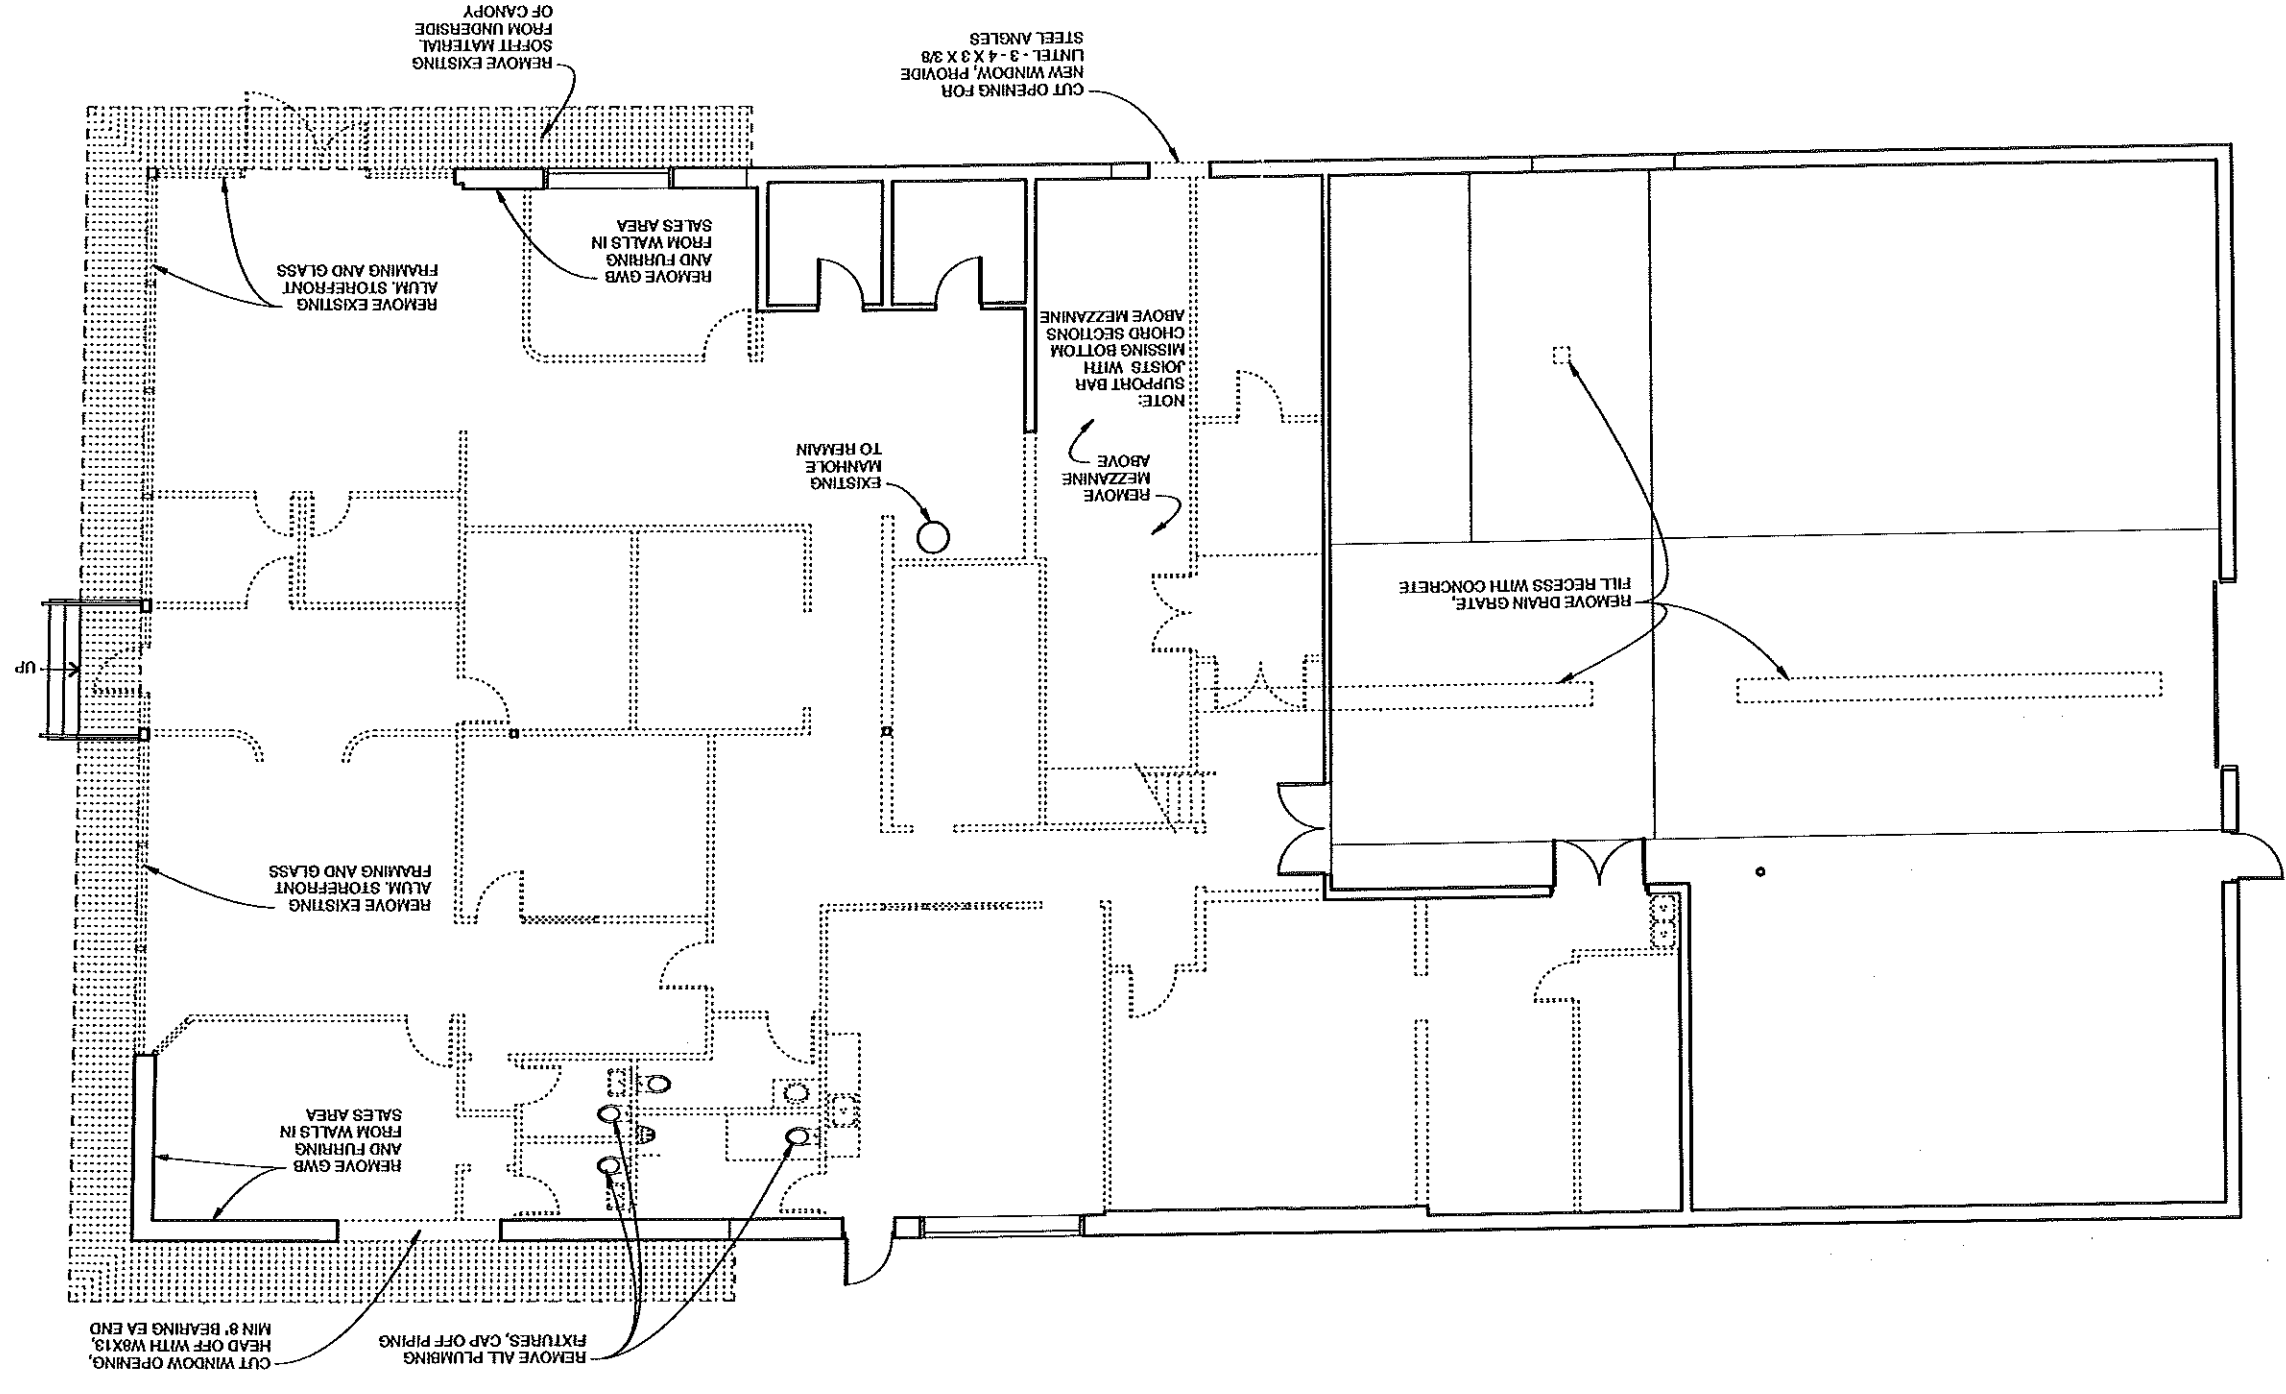 REMOVE ALL PLUMBING
FIXTURES, CAP OFF PIPING
CUT WINDOW OPENING,
HEAD OFF WITH W8X13,
MIN 8' BEARING EA END
REMOVE GWB
AND FURRING
FROM WALLS IN
SALES AREA
REMOVE EXISTING
ALUM. STOREFRONT
FRAMING AND GLASS
UP
REMOVE DRAIN GRATE,
FILL RECESS WITH CONCRETE
REMOVE
MEZZANINE
ABOVE
EXISTING
MANHOLE
TO REMAIN
NOTE:
SUPPORT BAR
JOISTS WITH
MISSING BOTTOM
CHORD SECTIONS
ABOVE MEZZANINE
REMOVE EXISTING
ALUM. STOREFRONT
FRAMING AND GLASS
REMOVE GWB
AND FURRING
FROM WALLS IN
SALES AREA
CUT OPENING FOR
NEW WINDOW, PROVIDE
LINTEL - 3 - 4 X 3 X 3/8
STEEL ANGLES
REMOVE EXISTING
SOFFIT MATERIAL
FROM UNDERSIDE
OF CANOPY